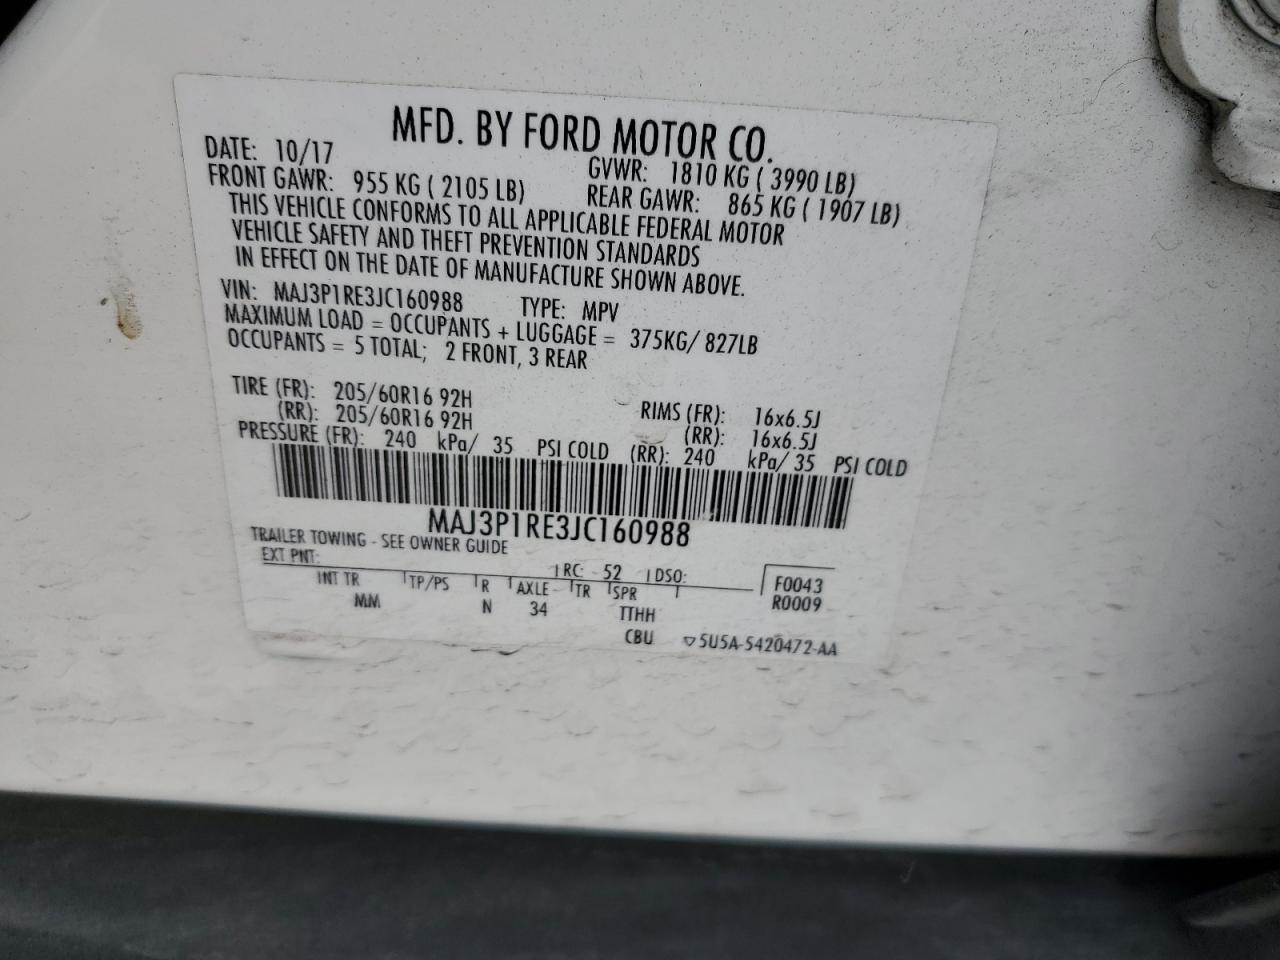 MFD. BY FORD MOTOR CO.
DATE: 10/17 GVWR: 1810 KG ( 3990 LB)
FRONT GAWR: 955 KG ( 2105 LB) REAR GAWR: 865 KG ( 1907 LB)
THIS VEHICLE CONFORMS TO ALL APPLICABLE FEDERAL MOTOR
VEHICLE SAFETY AND THEFT PREVENTION STANDARDS
IN EFFECT ON THE DATE OF MANUFACTURE SHOWN ABOVE.
VIN: MAJ3P1RE3JC160988 TYPE: MPV
MAXIMUM LOAD = OCCUPANTS + LUGGAGE = 375KG/ 827LB
OCCUPANTS = 5 TOTAL; 2 FRONT, 3 REAR
TIRE (FR): 205/60R16 92H RIMS (FR): 16x6.5J
(RR): 205/60R16 92H (RR): 16x6.5J
PRESSURE (FR): 240 kPa/ 35 PSI COLD (RR): 240 kPa/ 35 PSI COLD
MAJ3P1RE3JC160988
TRAILER TOWING - SEE OWNER GUIDE
EXT PNT: RC: 52 DSO: F0043
INT TR TP/PS R AXLE TR SPR R0009
MM N 34 TTHH
CBU ▽5U5A-5420472-AA